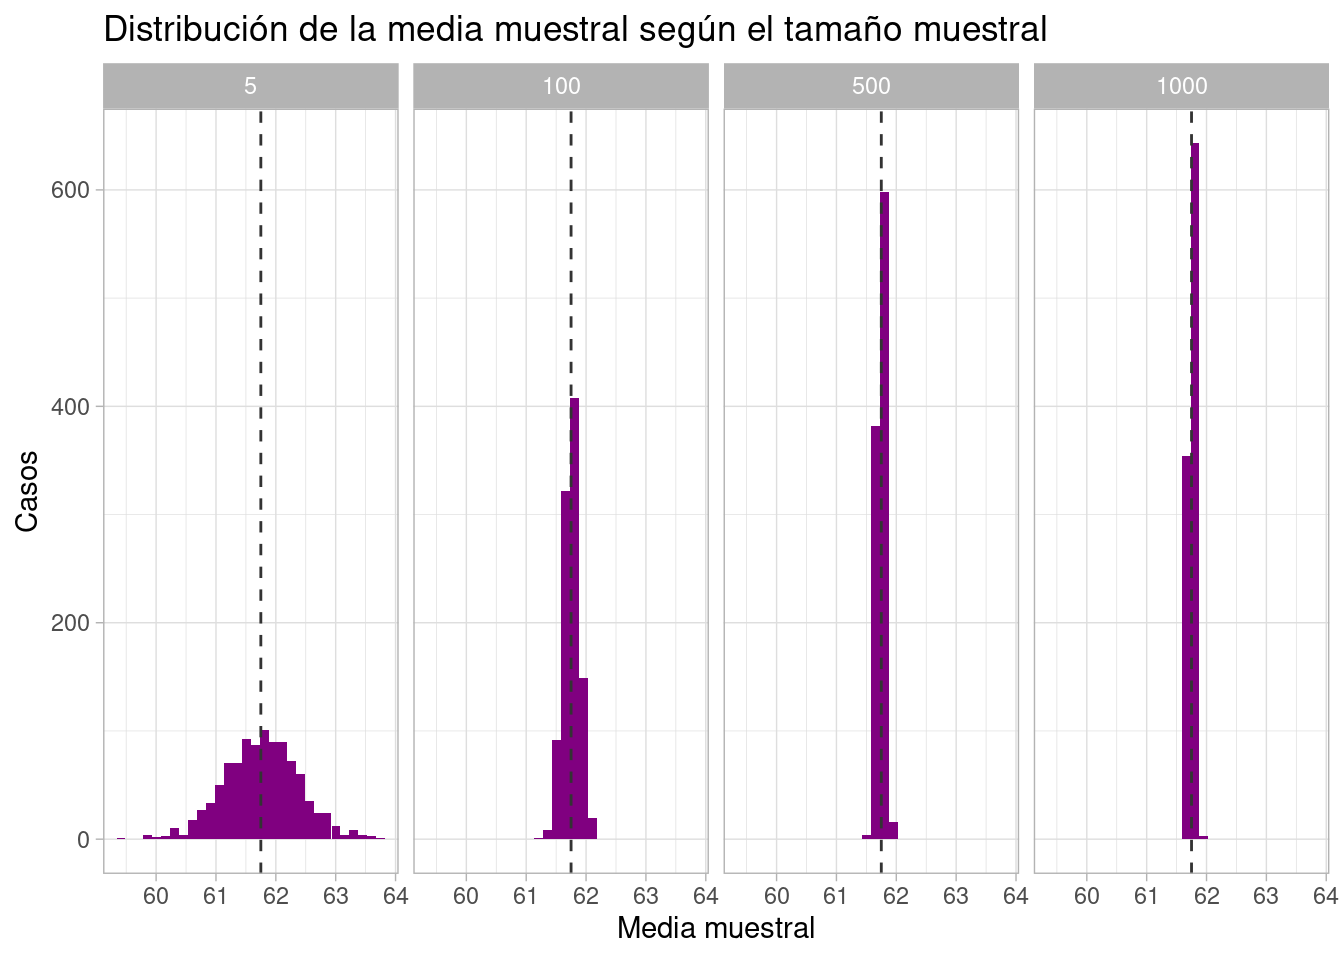 Distribución de la media muestral según el tamaño muestral
5 100 500 1000
600
400
200
0
Casos
60 61 62 63 64 60 61 62 63 64 60 61 62 63 64 60 61 62 63 64
Media muestral